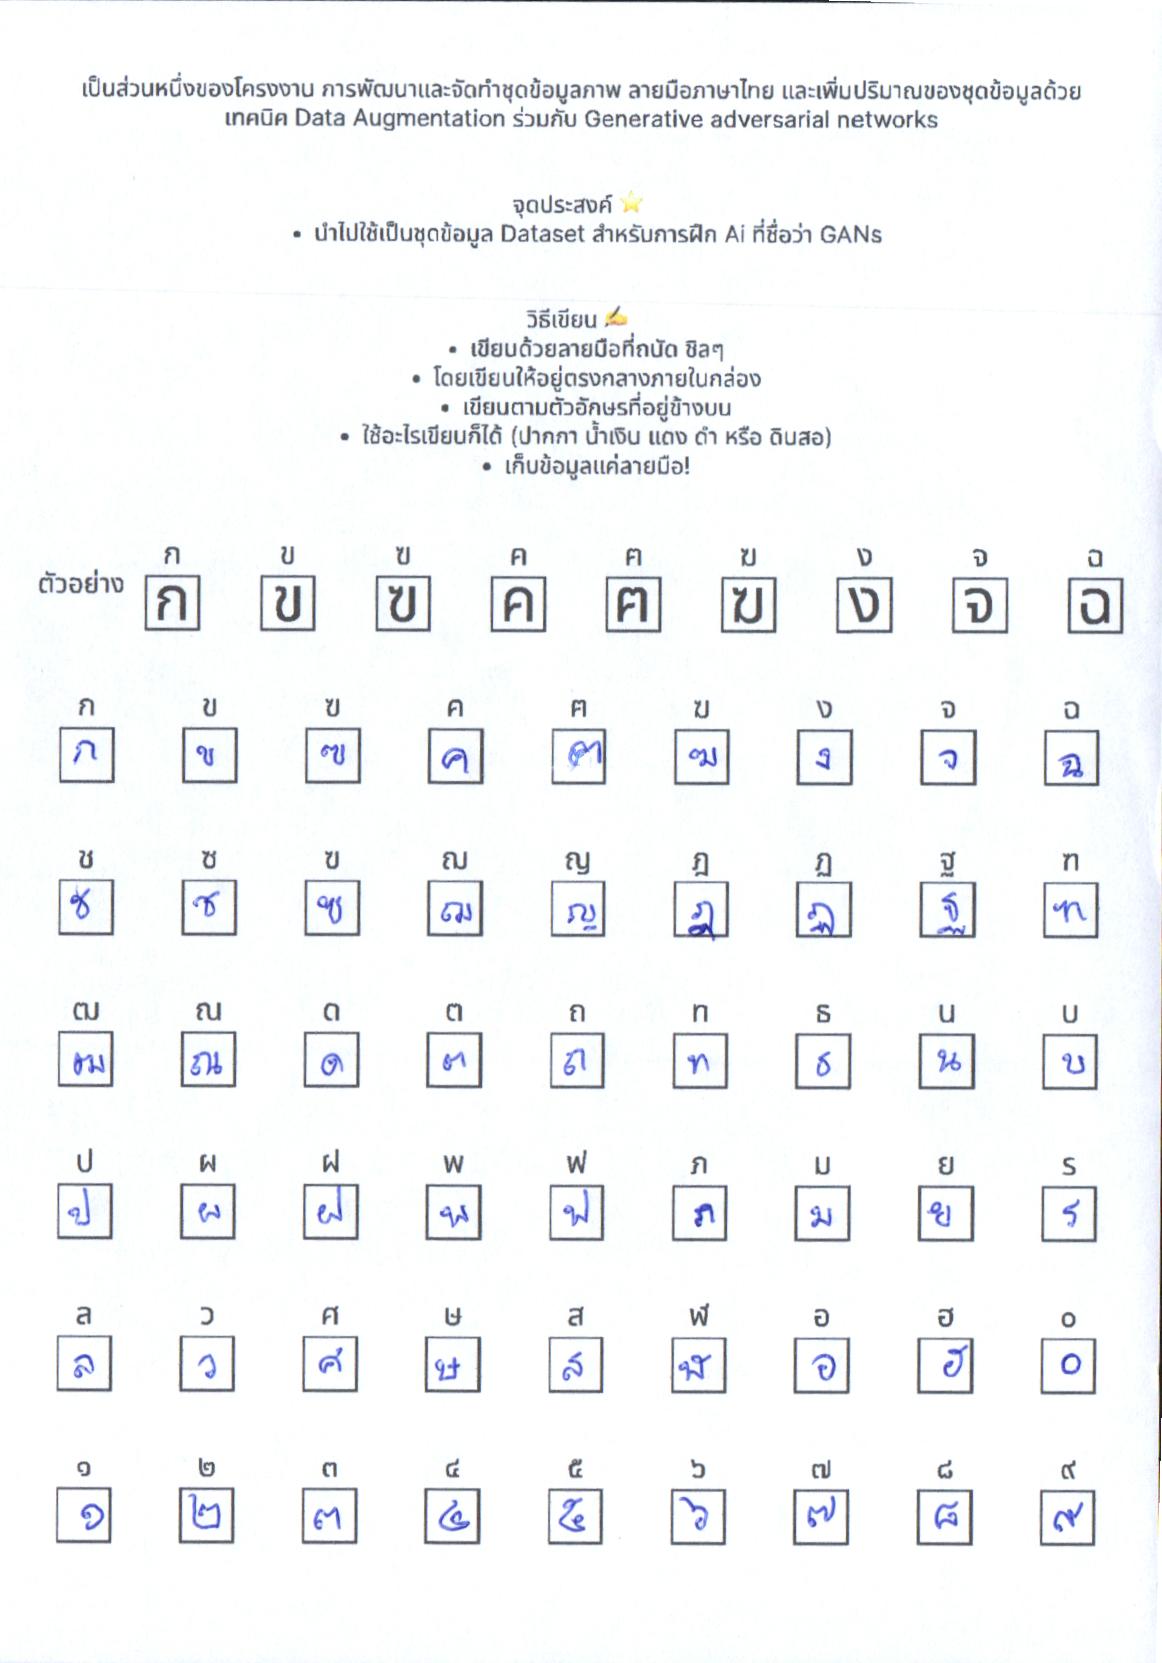 เป็นส่วนหนึ่งของโครงงาน การพัฒนาและจัดทำชุดข้อมูลภาพ ลายมือภาษาไทย และเพิ่มปริมาณของชุดข้อมูลด้วย
เทคนิค Data Augmentation ร่วมกับ Generative adversarial networks
จุดประสงค์ ⭐
• นำไปใช้เป็นชุดข้อมูล Dataset สำหรับการฝึก Ai ที่ชื่อว่า GANs
วิธีเขียน ✍️
• เขียนด้วยลายมือที่ถนัด ชิลๆ
• โดยเขียนให้อยู่ตรงกลางภายในกล่อง
• เขียนตามตัวอักษรที่อยู่ข้างบน
• ใช้อะไรเขียนก็ได้ (ปากกา น้ำเงิน แดง ดำ หรือ ดินสอ)
• เก็บข้อมูลแค่ลายมือ!
ก ข ฃ ค ฅ ฆ ง จ ฉ
ตัวอย่าง ก ข ฃ ค ฅ ฆ ง จ ฉ
ก ข ฃ ค ฅ ฆ ง จ ฉ
ก ข ฃ ค ฅ ฆ ง จ ฉ
ช ซ ฃ ฌ ญ ฎ ฏ ฐ ฑ
ช ซ ฃ ฌ ญ ฎ ฏ ฐ ฑ
ฒ ณ ด ต ถ ท ธ น บ
ฒ ณ ด ต ถ ท ธ น บ
ป ผ ฝ พ ฟ ภ ม ย ร
ป ผ ฝ พ ฟ ภ ม ย ร
ล ว ศ ษ ส ฬ อ ฮ ๐
ล ว ศ ษ ส ฬ อ ฮ ๐
๑ ๒ ๓ ๔ ๕ ๖ ๗ ๘ ๙
๑ ๒ ๓ ๔ ๕ ๖ ๗ ๘ ๙